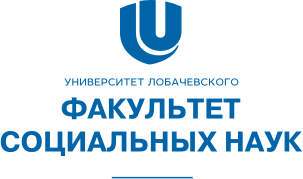 УНИВЕРСИТЕТ ЛОБАЧЕВСКОГО
ФАКУЛЬТЕТ
СОЦИАЛЬНЫХ НАУК